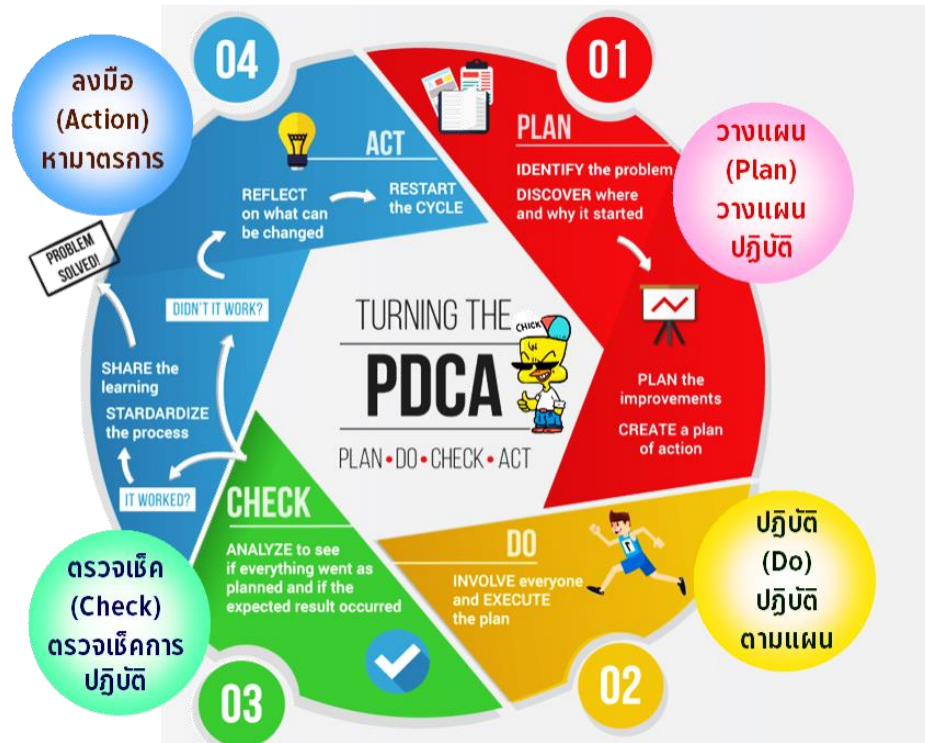 04
ลงมือ
(Action)
หามาตรการ
ACT
REFLECT
on what can
be changed
RESTART
the CYCLE
PROBLEM
SOLVED!
DIDN'T IT WORK?
SHARE the
learning
STARDARDIZE
the process
IT WORKED?
01
PLAN
IDENTIFY the problem
DISCOVER where
and why it started
วางแผน
(Plan)
วางแผน
ปฏิบัติ
PLAN the
improvements
CREATE a plan
of action
TURNING THE
CHICK
PDCA
PLAN•DO•CHECK•ACT
DO
INVOLVE everyone
and EXECUTE
the plan
ปฏิบัติ
(Do)
ปฏิบัติ
ตามแผน
02
CHECK
ANALYZE to see
if everything went as
planned and if the
expected result occurred
ตรวจเช็ค
(Check)
ตรวจเช็คการ
ปฏิบัติ
03